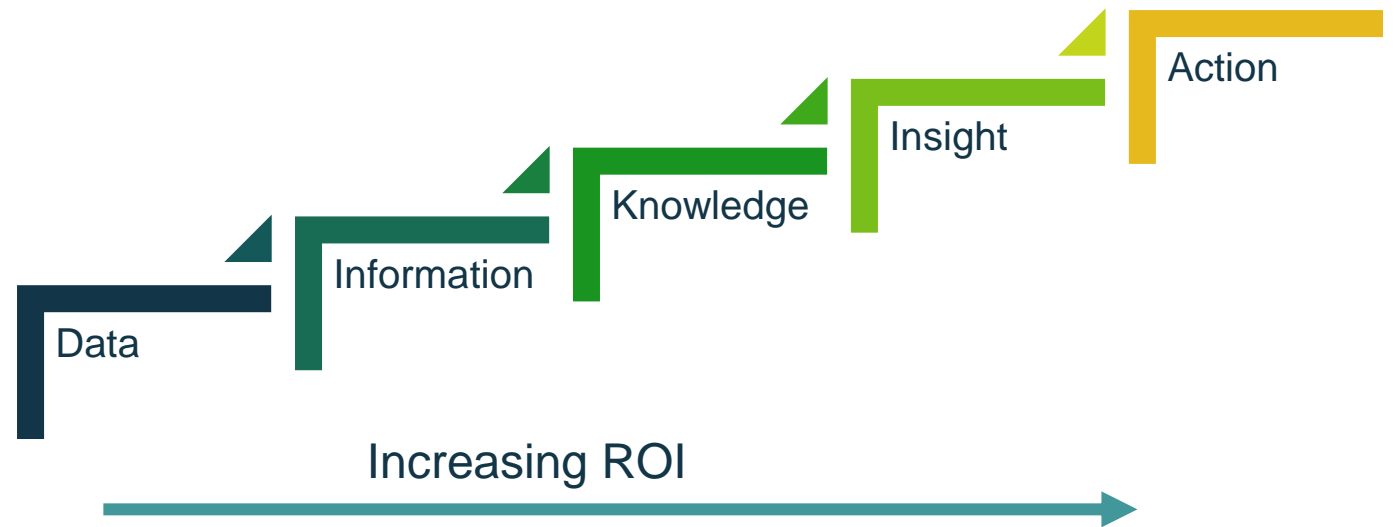 Data
Information
Knowledge
Insight
Action
Increasing ROI